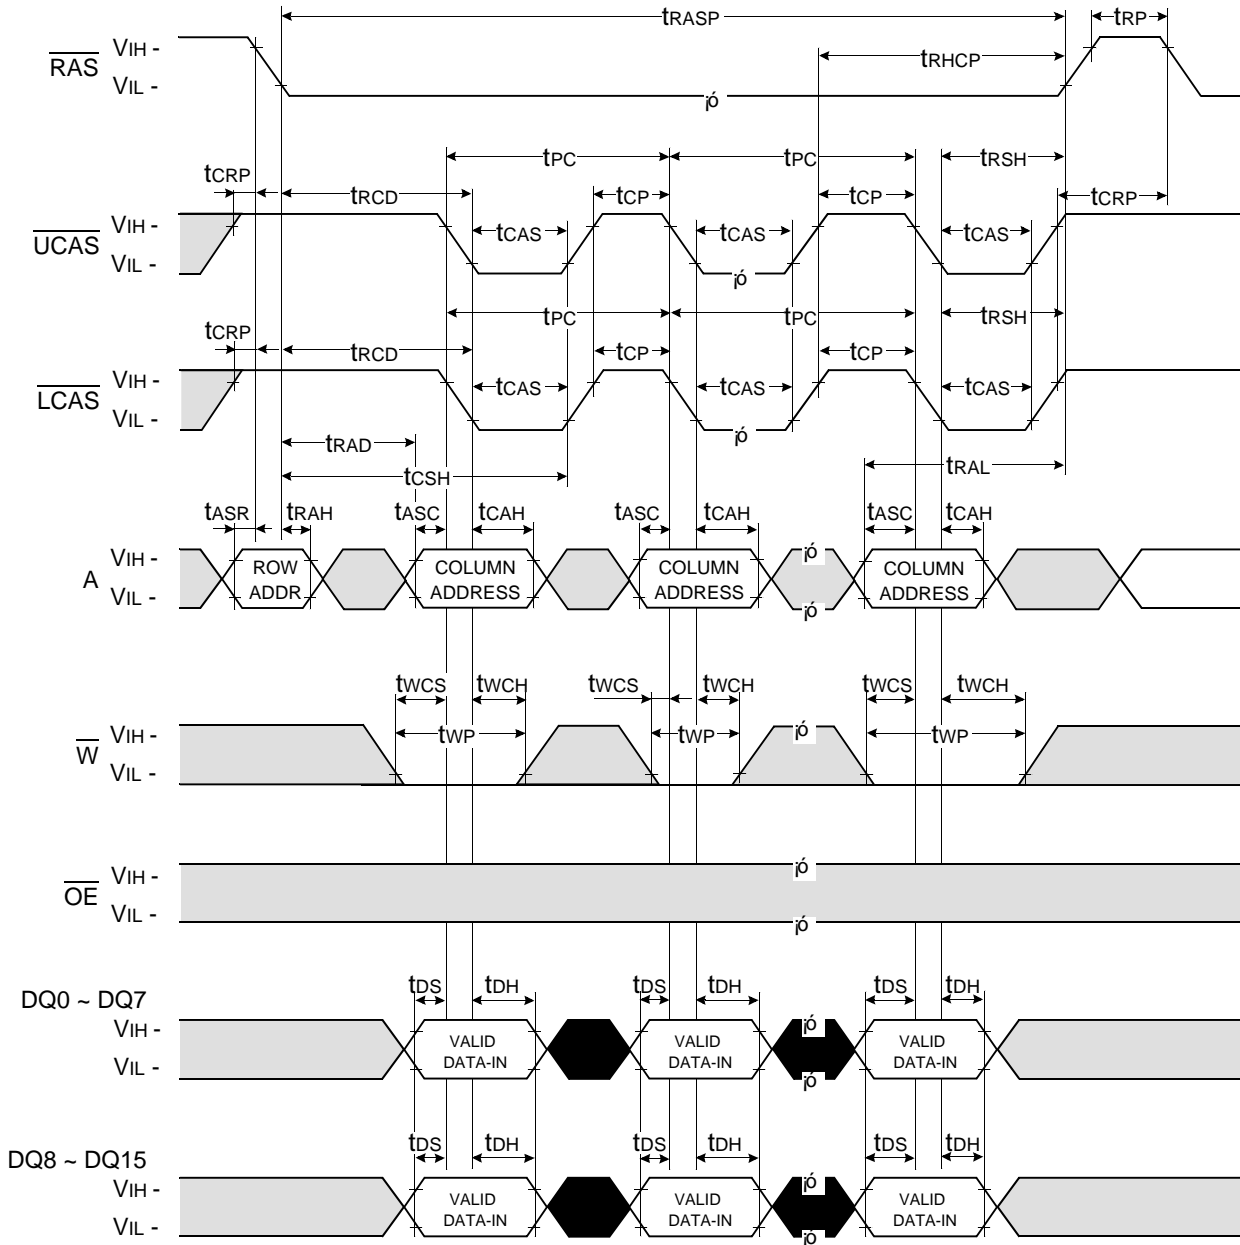 tRASP tRP
RAS VIH -
VIL -
tRHCP
¡ó
tPC tPC tRSH
tCRP tRCD tCP tCP tCRP
UCAS VIH -
VIL -
tCAS tCAS tCAS
¡ó
tPC tPC tRSH
tCRP tRCD tCP tCP
LCAS VIH -
VIL -
tCAS tCAS tCAS
¡ó
tRAD
tCSH tRAL
tASR tRAH tASC tCAH tASC tCAH tASC tCAH
A VIH -
VIL -
ROW ADDR
COLUMN ADDRESS
COLUMN ADDRESS
¡ó
¡ó
COLUMN ADDRESS
tWCS tWCH tWCS tWCH tWCS tWCH
W VIH -
VIL -
tWP tWP ¡ó tWP
OE VIH -
VIL -
¡ó
¡ó
tDS tDH tDS tDH tDS tDH
DQ0 ~ DQ7
VIH -
VIL -
VALID DATA-IN
VALID DATA-IN
¡ó
¡ó
VALID DATA-IN
tDS tDH tDS tDH tDS tDH
DQ8 ~ DQ15
VIH -
VIL -
VALID DATA-IN
VALID DATA-IN
¡ó
¡ó
VALID DATA-IN